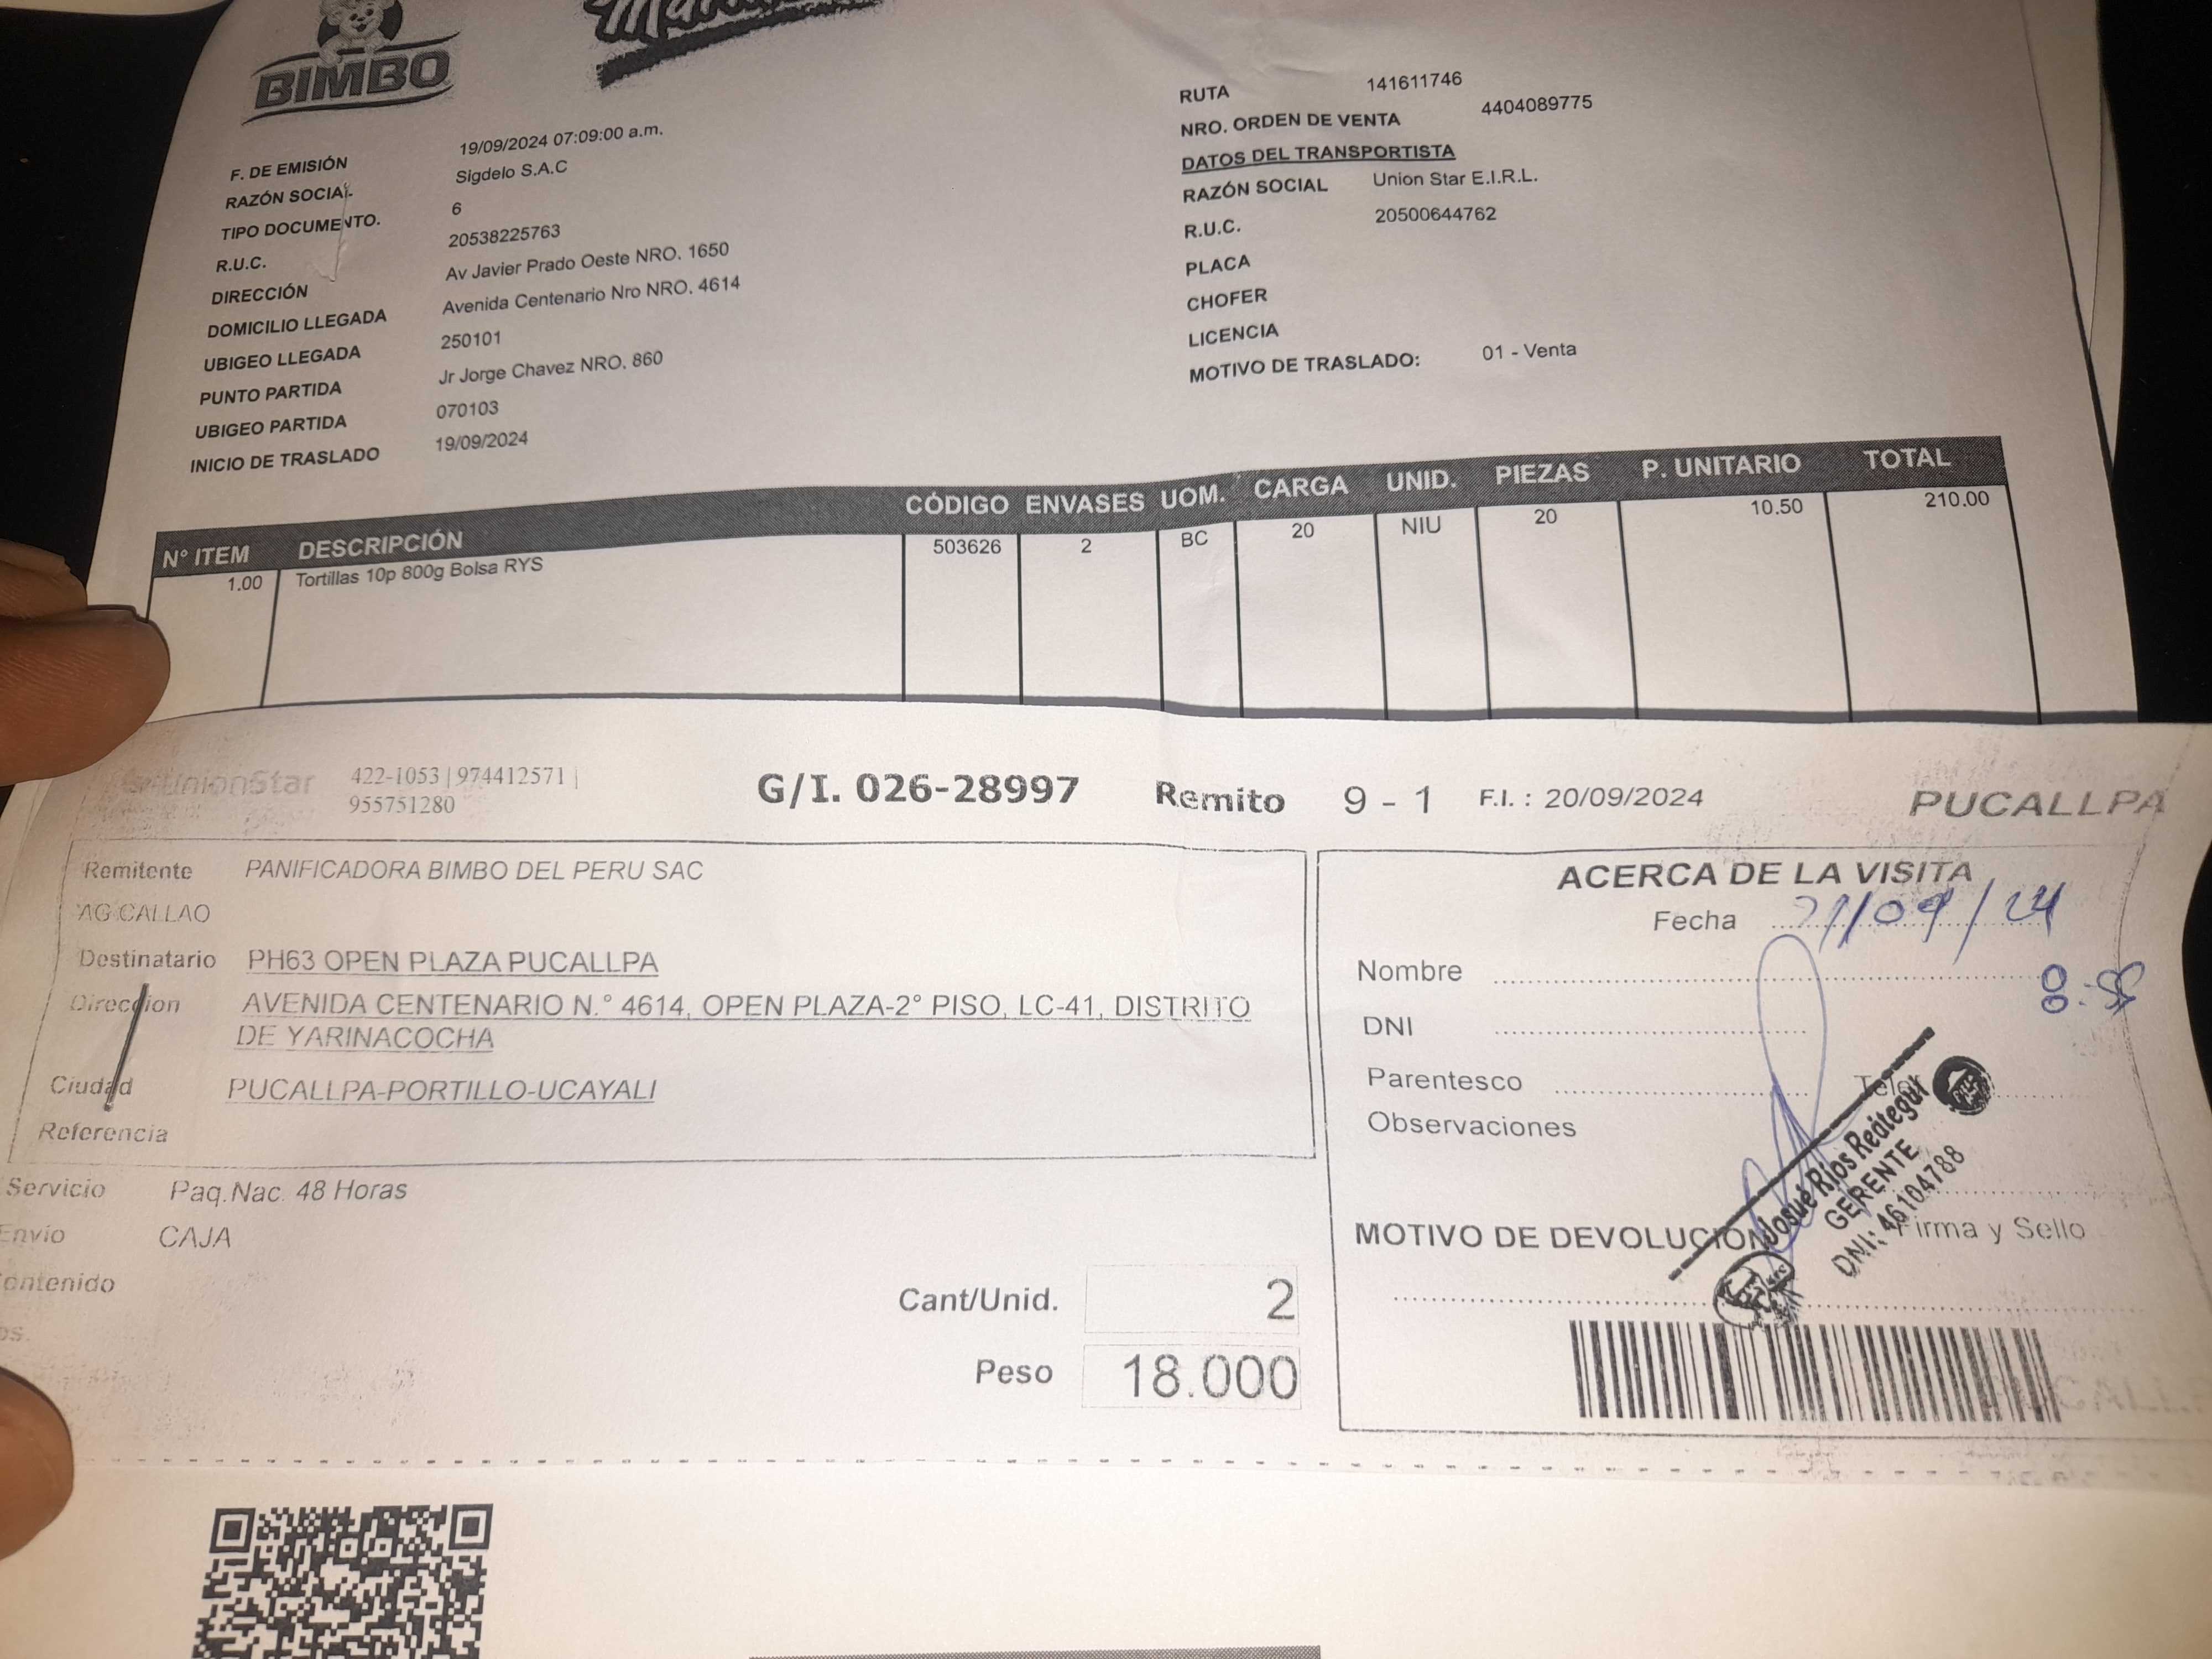 BIMBO
F. DE EMISIÓN 19/09/2024 07:09:00 a.m.
RAZÓN SOCIAL Sigdelo S.A.C
TIPO DOCUMENTO. 6
R.U.C. 20538225763
DIRECCIÓN Av Javier Prado Oeste NRO. 1650
DOMICILIO LLEGADA Avenida Centenario Nro NRO. 4614
UBIGEO LLEGADA 250101
PUNTO PARTIDA Jr Jorge Chavez NRO. 860
UBIGEO PARTIDA 070103
INICIO DE TRASLADO 19/09/2024
RUTA 141611746
NRO. ORDEN DE VENTA 4404089775
DATOS DEL TRANSPORTISTA
RAZÓN SOCIAL Union Star E.I.R.L.
R.U.C. 20500644762
PLACA
CHOFER
LICENCIA
MOTIVO DE TRASLADO: 01 - Venta
N° ITEM DESCRIPCIÓN CÓDIGO ENVASES UOM. CARGA UNID. PIEZAS P. UNITARIO TOTAL
1.00 Tortillas 10p 800g Bolsa RYS 503626 2 BC 20 NIU 20 10.50 210.00
UnionStar 422-1053 | 974412571 |
955751280
G/I. 026-28997 Remito 9 - 1 F.I. : 20/09/2024 PUCALLPA
Remitente PANIFICADORA BIMBO DEL PERU SAC
AG CALLAO
Destinatario PH63 OPEN PLAZA PUCALLPA
Direccion AVENIDA CENTENARIO N.° 4614, OPEN PLAZA-2° PISO, LC-41, DISTRITO
DE YARINACOCHA
Ciudad PUCALLPA-PORTILLO-UCAYALI
Referencia
Servicio Paq.Nac. 48 Horas
Envio CAJA
ontenido
Cant/Unid. 2
Peso 18.000
ACERCA DE LA VISITA
Fecha 21/09/24
Nombre
DNI
Parentesco
Observaciones
Josué Ríos Reátegui
GERENTE
DNI: 46104788
MOTIVO DE DEVOLUCION Firma y Sello